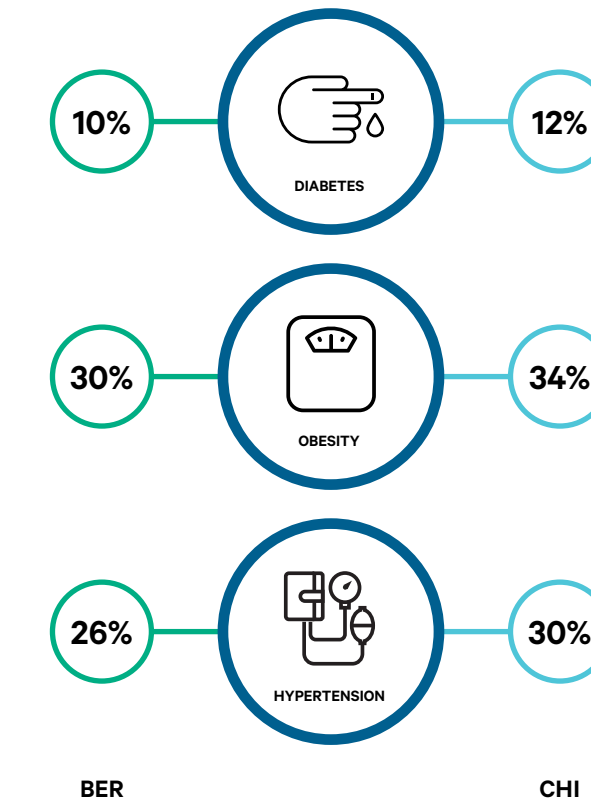 10%
12%
DIABETES
30%
34%
OBESITY
26%
30%
HYPERTENSION
BER
CHI